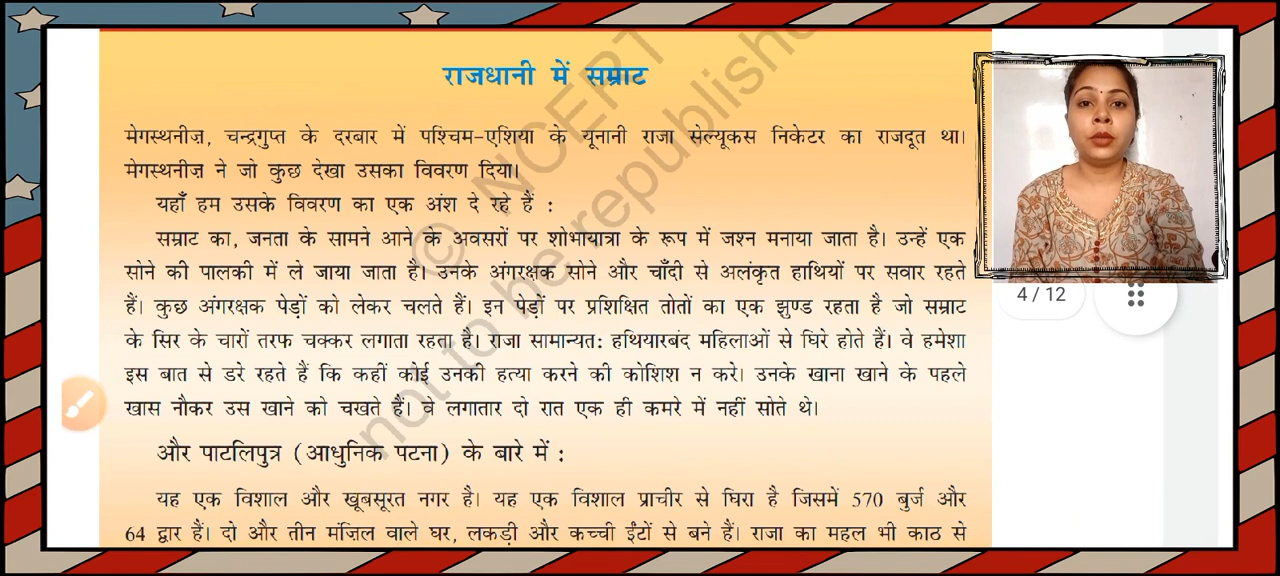 राजधानी में सम्राट
मेगस्थनीज़, चन्द्रगुप्त के दरबार में पश्चिम-एशिया के यूनानी राजा सेल्यूकस निकेटर का राजदूत था।
मेगस्थनीज़ ने जो कुछ देखा उसका विवरण दिया।
यहाँ हम उसके विवरण का एक अंश दे रहे हैं :
सम्राट का, जनता के सामने आने के अवसरों पर शोभायात्रा के रूप में जश्न मनाया जाता है। उन्हें एक
सोने की पालकी में ले जाया जाता है। उनके अंगरक्षक सोने और चाँदी से अलंकृत हाथियों पर सवार रहते
हैं। कुछ अंगरक्षक पेड़ों को लेकर चलते हैं। इन पेड़ों पर प्रशिक्षित तोतों का एक झुण्ड रहता है जो सम्राट
के सिर के चारों तरफ चक्कर लगाता रहता है। राजा सामान्यत: हथियारबंद महिलाओं से घिरे होते हैं। वे हमेशा
इस बात से डरे रहते हैं कि कहीं कोई उनकी हत्या करने की कोशिश न करे। उनके खाना खाने के पहले
खास नौकर उस खाने को चखते हैं। वे लगातार दो रात एक ही कमरे में नहीं सोते थे।
और पाटलिपुत्र (आधुनिक पटना) के बारे में :
यह एक विशाल और खूबसूरत नगर है। यह एक विशाल प्राचीर से घिरा है जिसमें 570 बुर्ज और
64 द्वार हैं। दो और तीन मंज़िल वाले घर, लकड़ी और कच्ची ईंटों से बने हैं। राजा का महल भी काठ से
4 / 12
© NCERT
not to be republishe